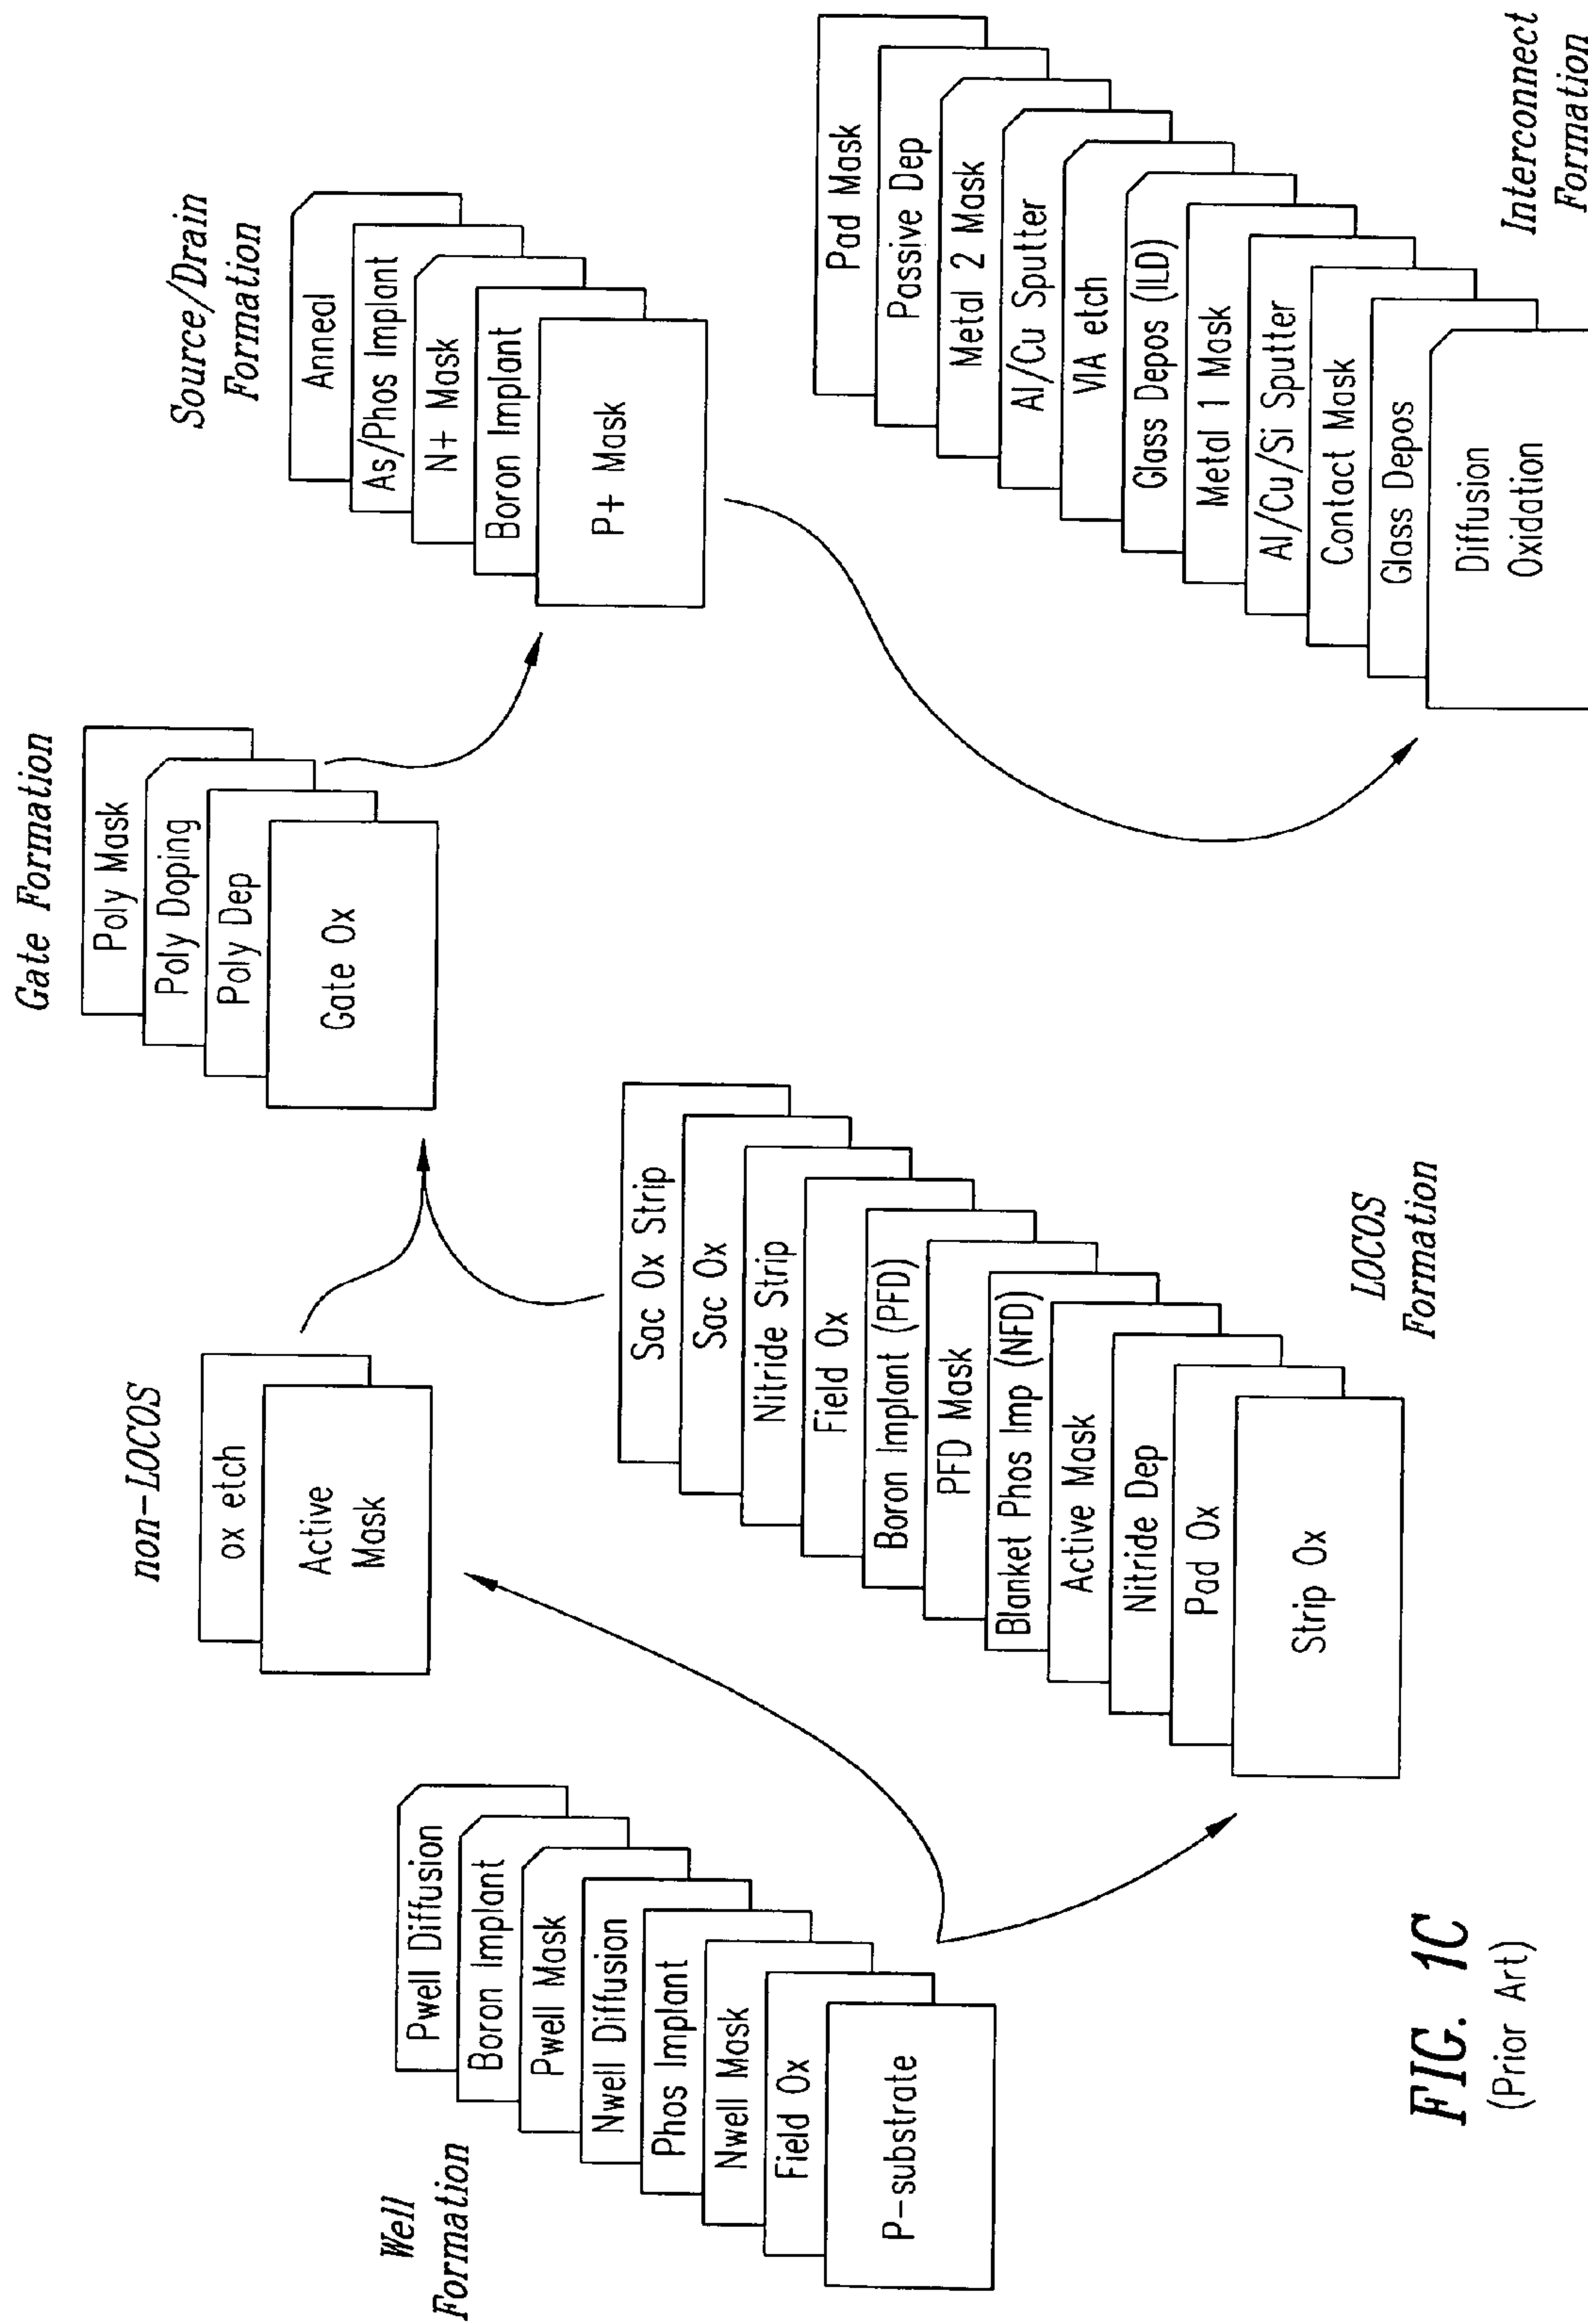 Well
Formation
Pwell Diffusion
Boron Implant
Pwell Mask
Nwell Diffusion
Phos Implant
Nwell Mask
Field Ox
P-substrate
non-LOCOS
ox etch
Active
Mask
Sac Ox Strip
Sac Ox
Nitride Strip
Field Ox
Boron Implant (PFD)
PFD Mask
Blanket Phos Imp (NFD)
Active Mask
Nitride Dep
Pad Ox
Strip Ox
LOCOS
Formation
Gate Formation
Poly Mask
Poly Doping
Poly Dep
Gate Ox
Source/Drain
Formation
Anneal
As/Phos Implant
N+ Mask
Boron Implant
P+ Mask
Pad Mask
Passive Dep
Metal 2 Mask
Al/Cu Sputter
VIA etch
Glass Depos (ILD)
Metal 1 Mask
Al/Cu/Si Sputter
Contact Mask
Glass Depos
Diffusion
Oxidation
Interconnect
Formation
FIG. 1C
(Prior Art)